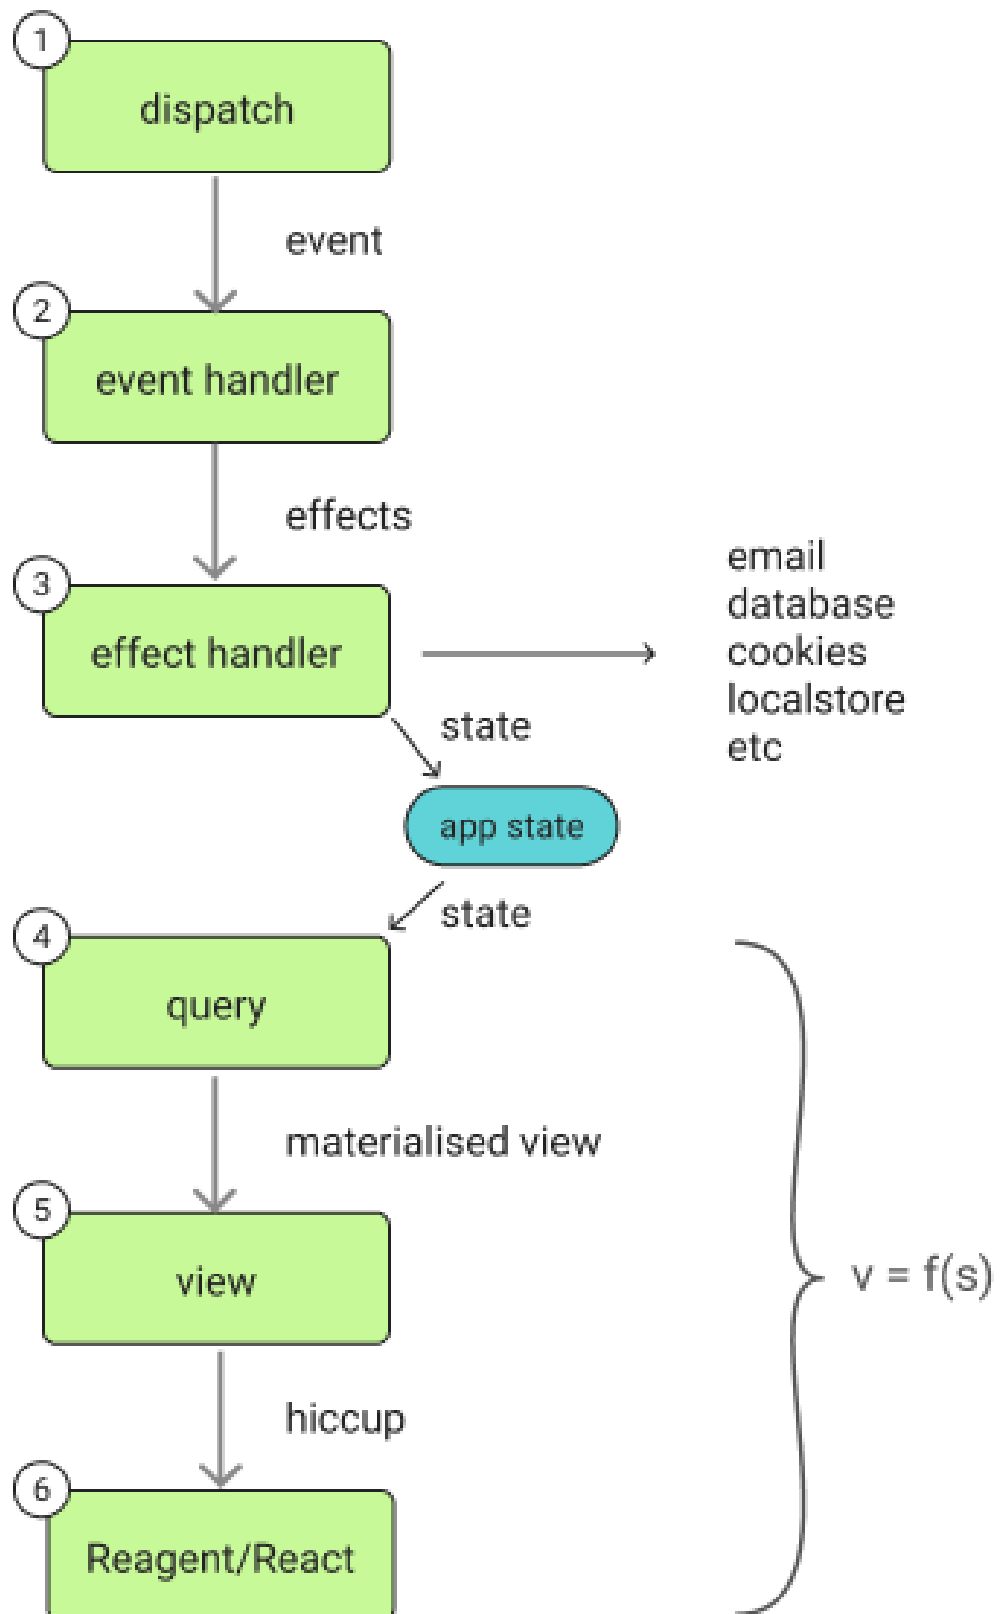 1
dispatch
event
2
event handler
effects
3
effect handler
email
database
cookies
localstore
etc
state
app state
state
4
query
materialised view
5
view
v = f(s)
hiccup
6
Reagent/React